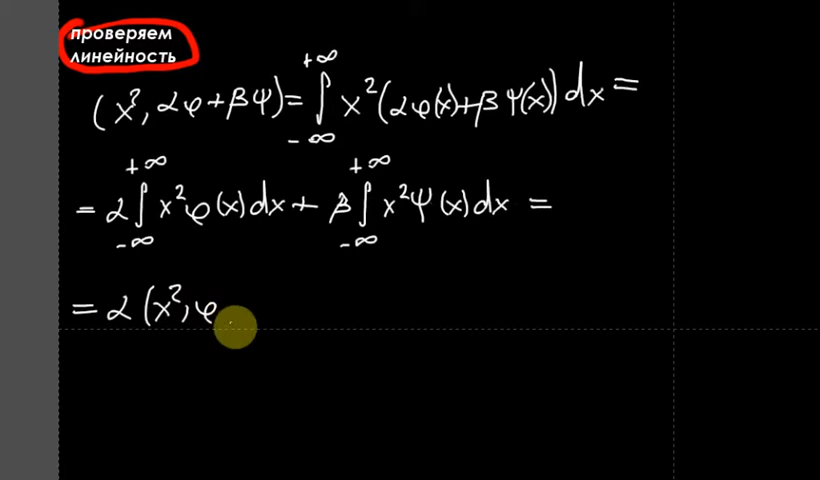 проверяем
линейность
(x², αφ+βψ)=∫₋∞⁺∞ x²(αφ(x)+βψ(x))dx=
=α∫₋∞⁺∞ x²φ(x)dx+β∫₋∞⁺∞ x²ψ(x)dx=
=α(x²,φ